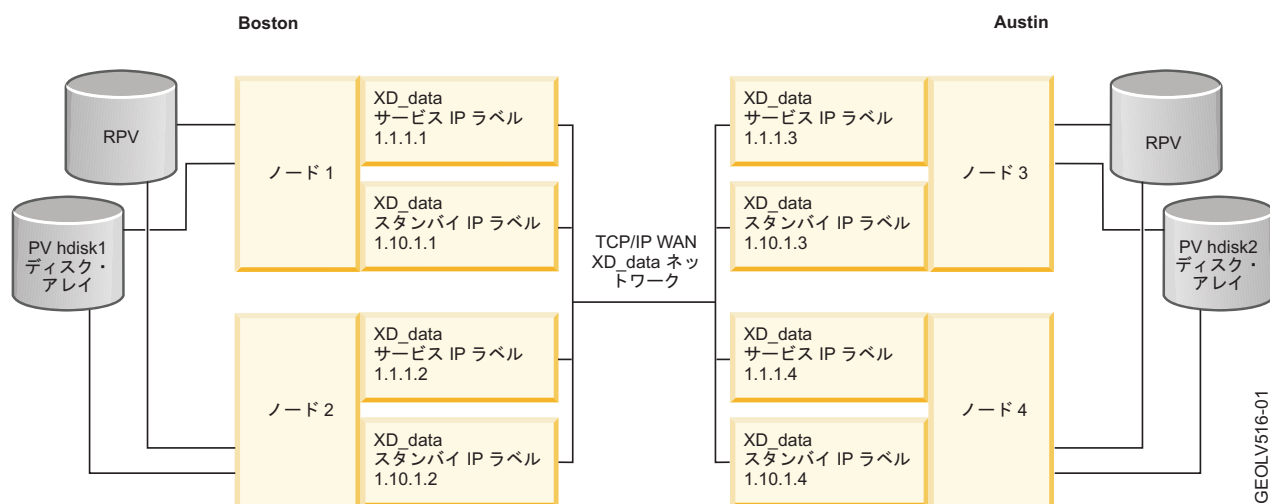 Boston
Austin
RPV
PV hdisk1
ディスク・
アレイ
ノード 1
XD_data
サービス IP ラベル
1.1.1.1
XD_data
スタンバイ IP ラベル
1.10.1.1
ノード 2
XD_data
サービス IP ラベル
1.1.1.2
XD_data
スタンバイ IP ラベル
1.10.1.2
TCP/IP WAN
XD_data ネッ
トワーク
XD_data
サービス IP ラベル
1.1.1.3
XD_data
スタンバイ IP ラベル
1.10.1.3
ノード 3
XD_data
サービス IP ラベル
1.1.1.4
XD_data
スタンバイ IP ラベル
1.10.1.4
ノード 4
RPV
PV hdisk2
ディスク・
アレイ
GEOLV516-01